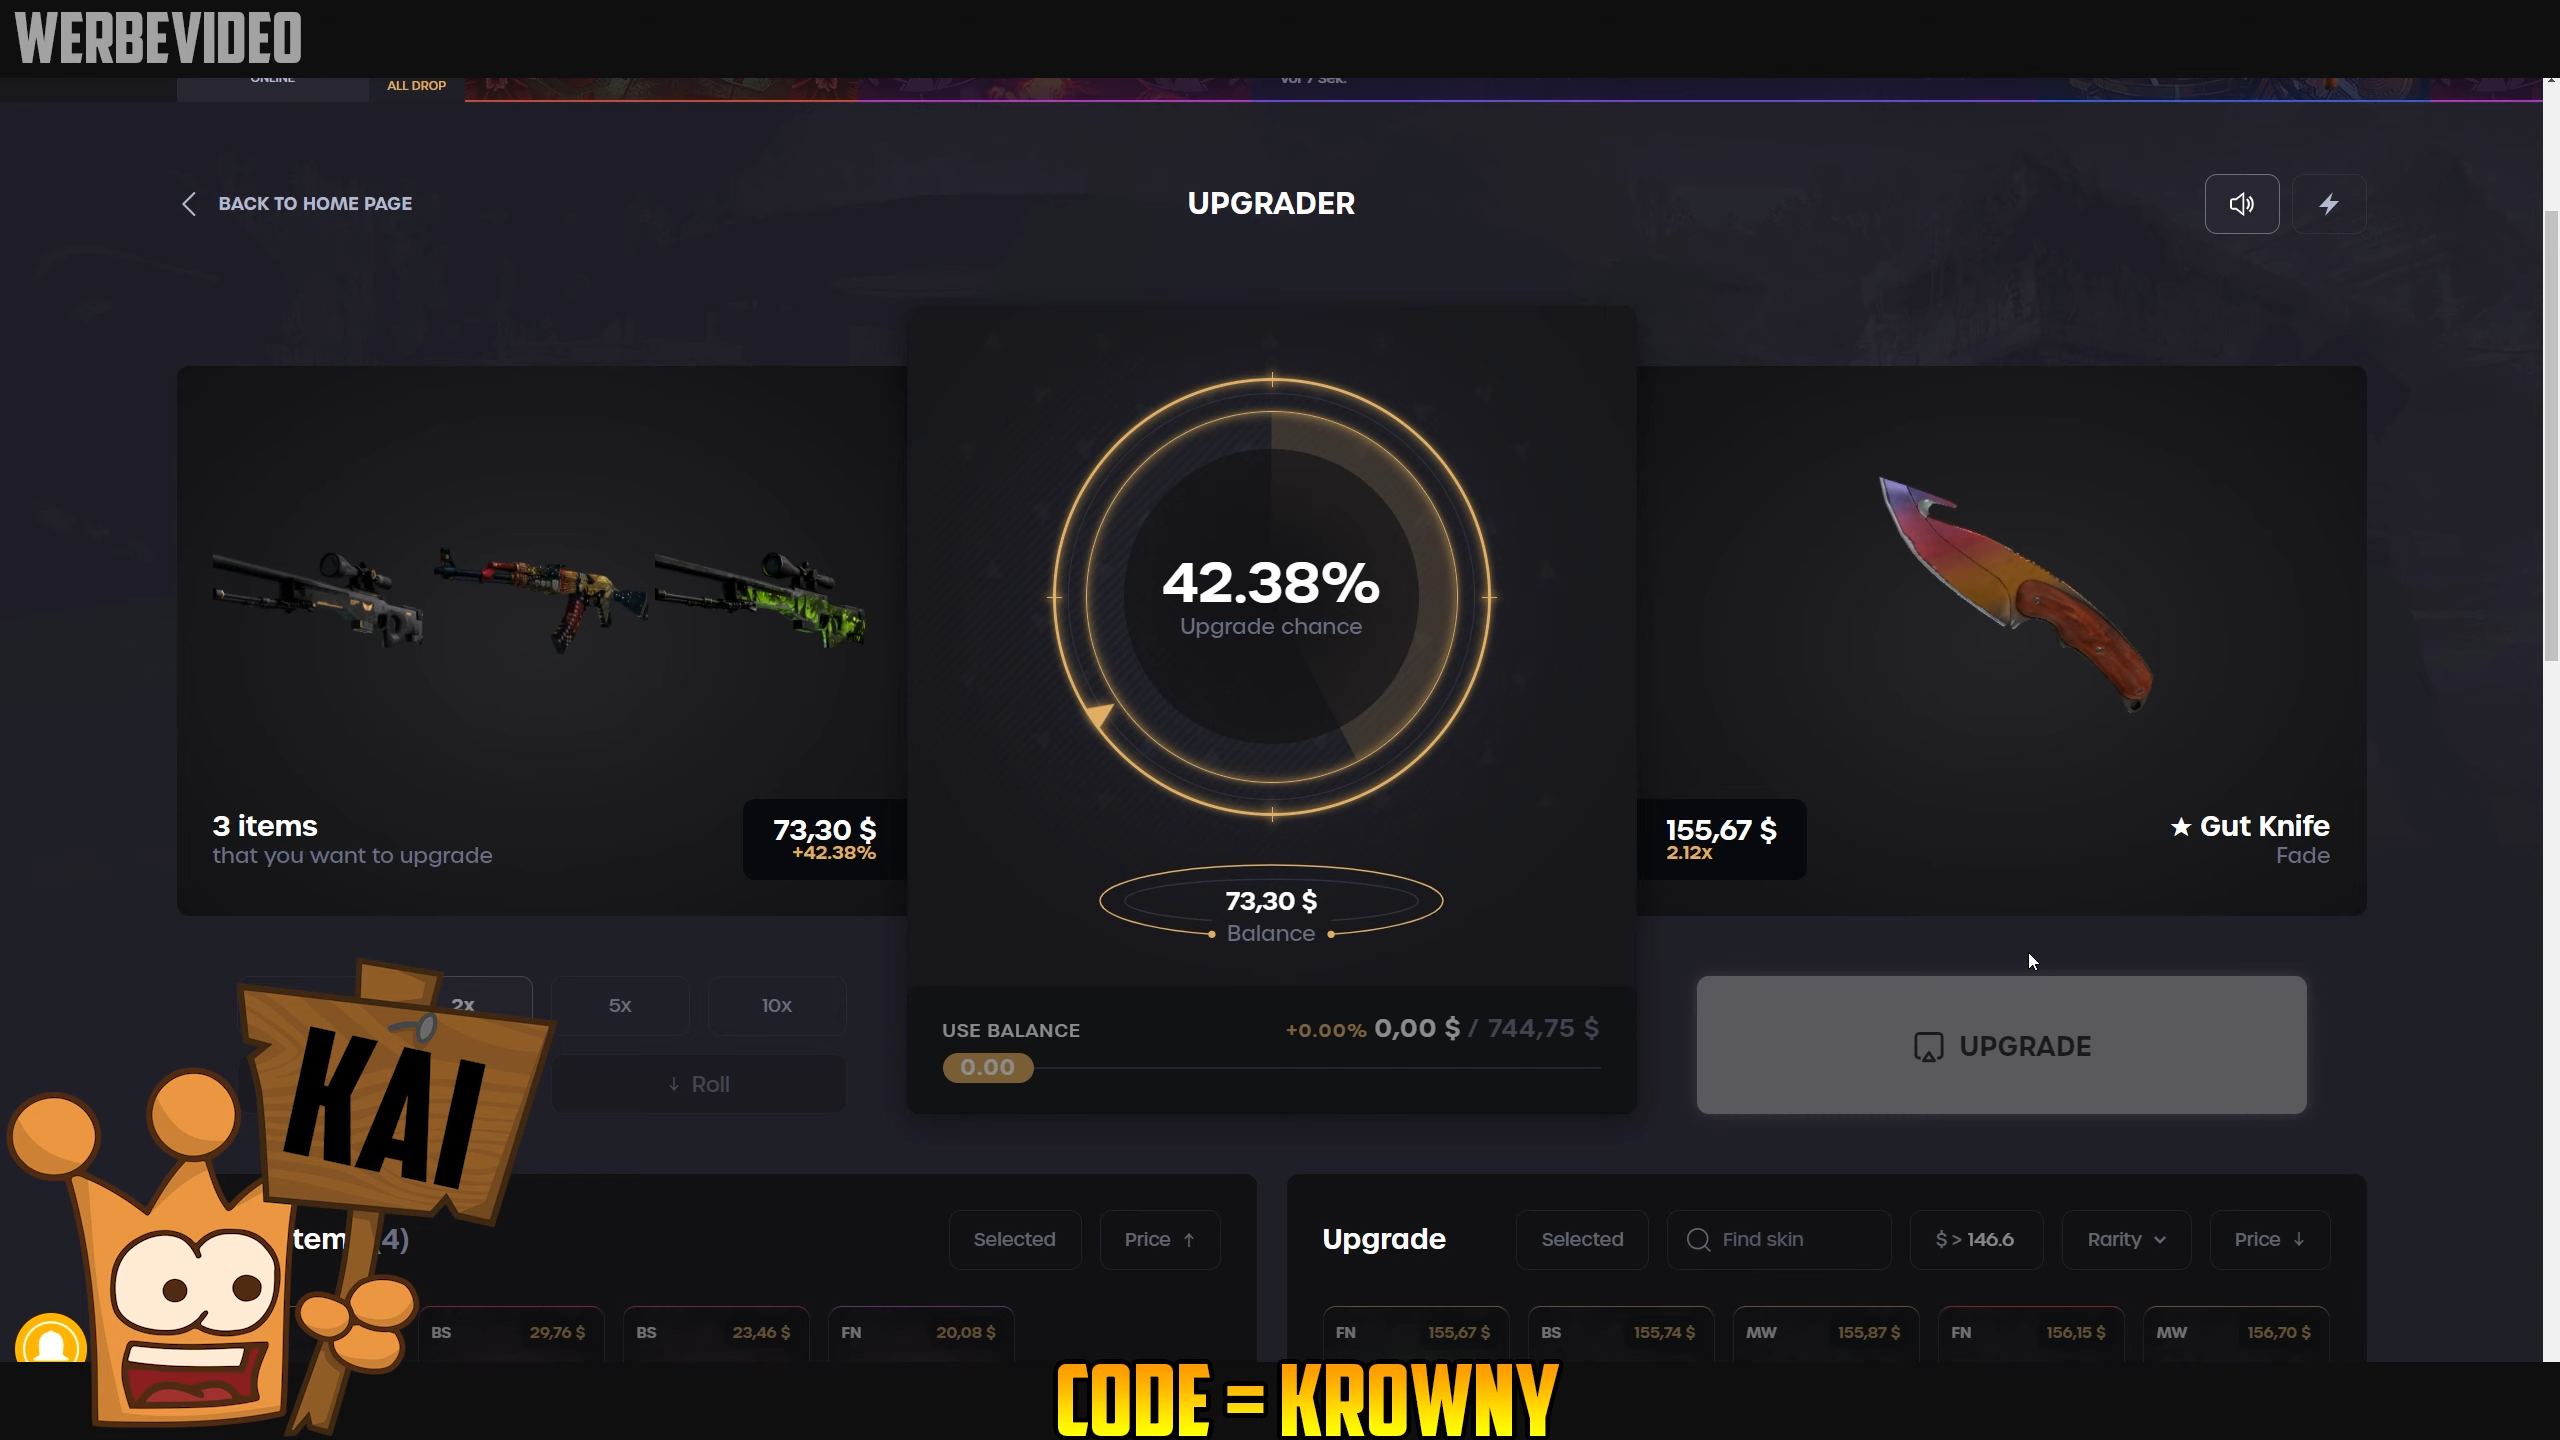 WERBEVIDEO
ONLINE
ALL DROP
vor 7 Sek.
BACK TO HOME PAGE
UPGRADER
42.38%
Upgrade chance
3 items
that you want to upgrade
73,30 $
+42.38%
155,67 $
2.12x
★ Gut Knife
Fade
73,30 $
Balance
2x
5x
10x
Roll
USE BALANCE
+0.00% 0,00 $ / 744,75 $
0.00
UPGRADE
KAI
Selected
Price
Upgrade
Selected
Find skin
$ > 146.6
Rarity
Price
BS 29,76 $
BS 23,46 $
FN 20,08 $
FN 155,67 $
BS 155,74 $
MW 155,87 $
FN 156,15 $
MW 156,70 $
CODE = KROWNY